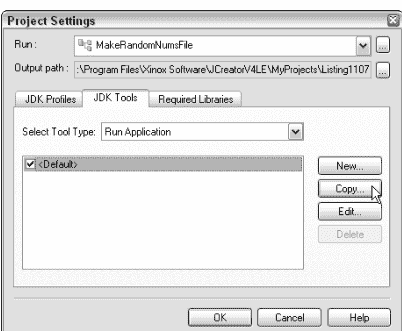 Project Settings
Run : MakeRandomNumsFile ...
Output path : :\Program Files\Xinox Software\JCreatorV4LE\MyProjects\Listing1107 ...
JDK Profiles JDK Tools Required Libraries
Select Tool Type: Run Application
<Default>
New...
Copy...
Edit...
Delete
OK Cancel Help